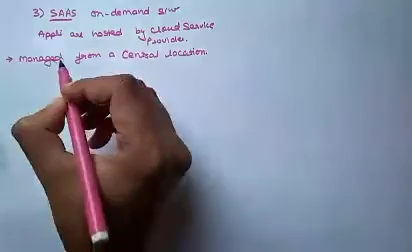 3) SAAS on-demand s/w
Appli are hosted by Cloud Service
Provider.
→ Managed from a Central location.